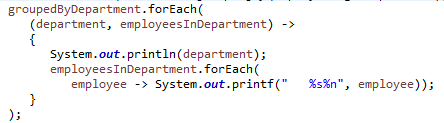 groupedByDepartment.forEach(
   (department, employeesInDepartment) ->
   {
      System.out.println(department);
      employeesInDepartment.forEach(
         employee -> System.out.printf("   %s%n", employee));
   }
);